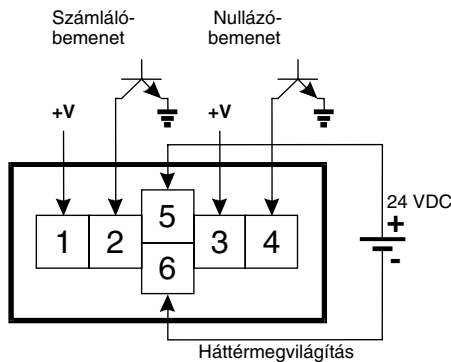 Számláló-
bemenet
Nullázó-
bemenet
+V
+V
5
1 2 3 4
6
24 VDC
+
-
Háttérmegvilágítás